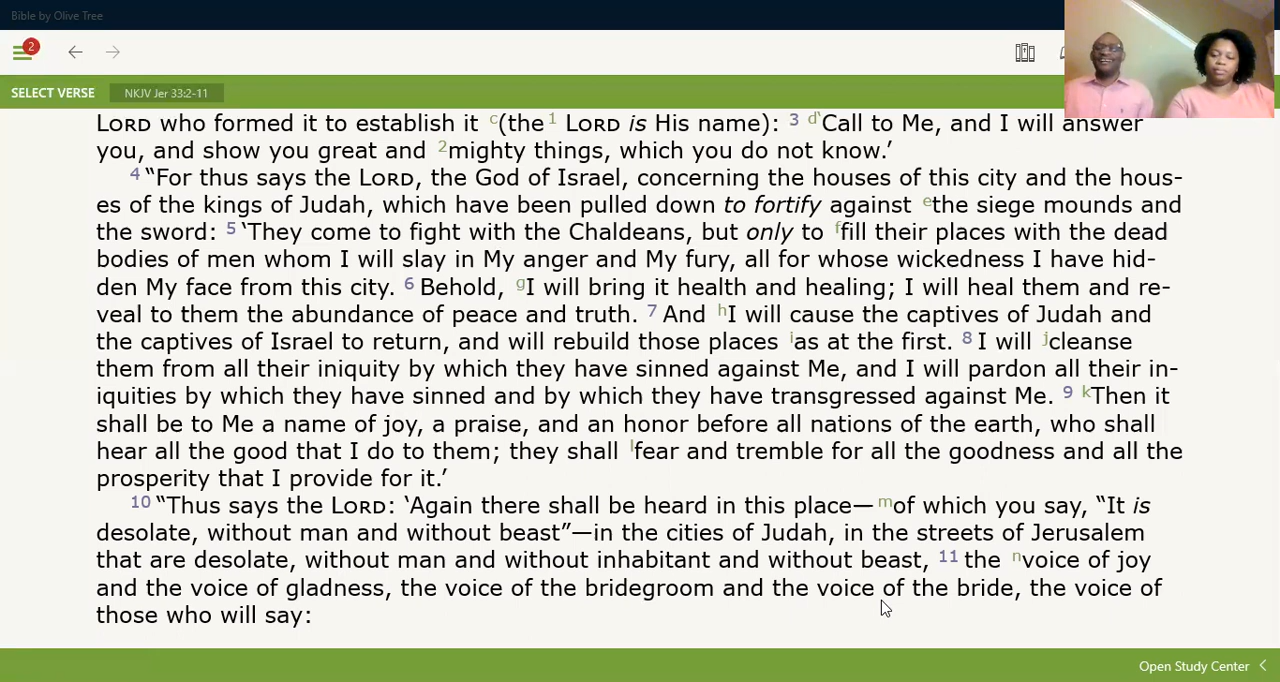 Bible by Olive Tree
2
SELECT VERSE NKJV Jer 33:2-11
LORD who formed it to establish it c(the1 LORD is His name): 3 d‘Call to Me, and I will answer
you, and show you great and 2mighty things, which you do not know.’
4 “For thus says the LORD, the God of Israel, concerning the houses of this city and the hous-
es of the kings of Judah, which have been pulled down to fortify against ethe siege mounds and
the sword: 5 ‘They come to fight with the Chaldeans, but only to ffill their places with the dead
bodies of men whom I will slay in My anger and My fury, all for whose wickedness I have hid-
den My face from this city. 6 Behold, gI will bring it health and healing; I will heal them and re-
veal to them the abundance of peace and truth. 7 And hI will cause the captives of Judah and
the captives of Israel to return, and will rebuild those places ias at the first. 8 I will jcleanse
them from all their iniquity by which they have sinned against Me, and I will pardon all their in-
iquities by which they have sinned and by which they have transgressed against Me. 9 kThen it
shall be to Me a name of joy, a praise, and an honor before all nations of the earth, who shall
hear all the good that I do to them; they shall lfear and tremble for all the goodness and all the
prosperity that I provide for it.’
10 “Thus says the LORD: ‘Again there shall be heard in this place—mof which you say, “It is
desolate, without man and without beast”—in the cities of Judah, in the streets of Jerusalem
that are desolate, without man and without inhabitant and without beast, 11 the nvoice of joy
and the voice of gladness, the voice of the bridegroom and the voice of the bride, the voice of
those who will say:
Open Study Center